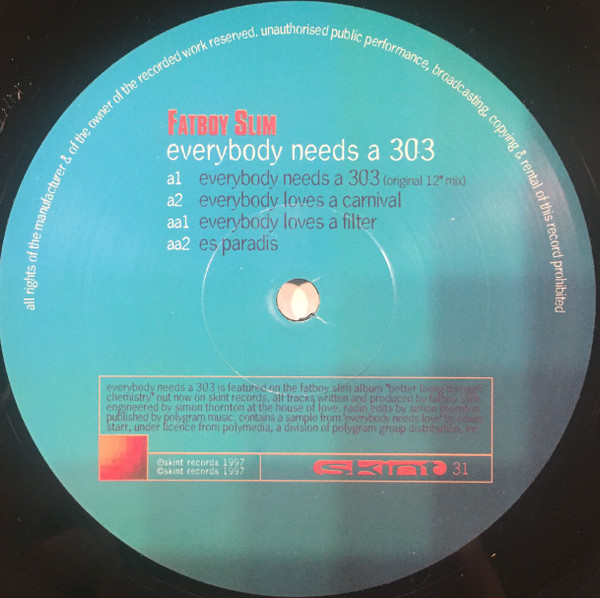 all rights of the manufacturer & of the owner of the recorded work reserved. unauthorised public performance, broadcasting, copying & rental of this record prohibited
FATBOY SLIM
everybody needs a 303
a1 everybody needs a 303 (original 12" mix)
a2 everybody loves a carnival
aa1 everybody loves a filter
aa2 es paradis
everybody needs a 303 is featured on the fatboy slim album "better living through
chemistry" out now on skint records. all tracks written and produced by fatboy slim.
engineered by simon thornton at the house of love. radio edits by simon thornton.
published by polygram music. contains a sample from 'everybody needs love' by edwin
starr, under licence from polymedia, a division of polygram group distribution, inc.
©skint records 1997
©skint records 1997
skint 31